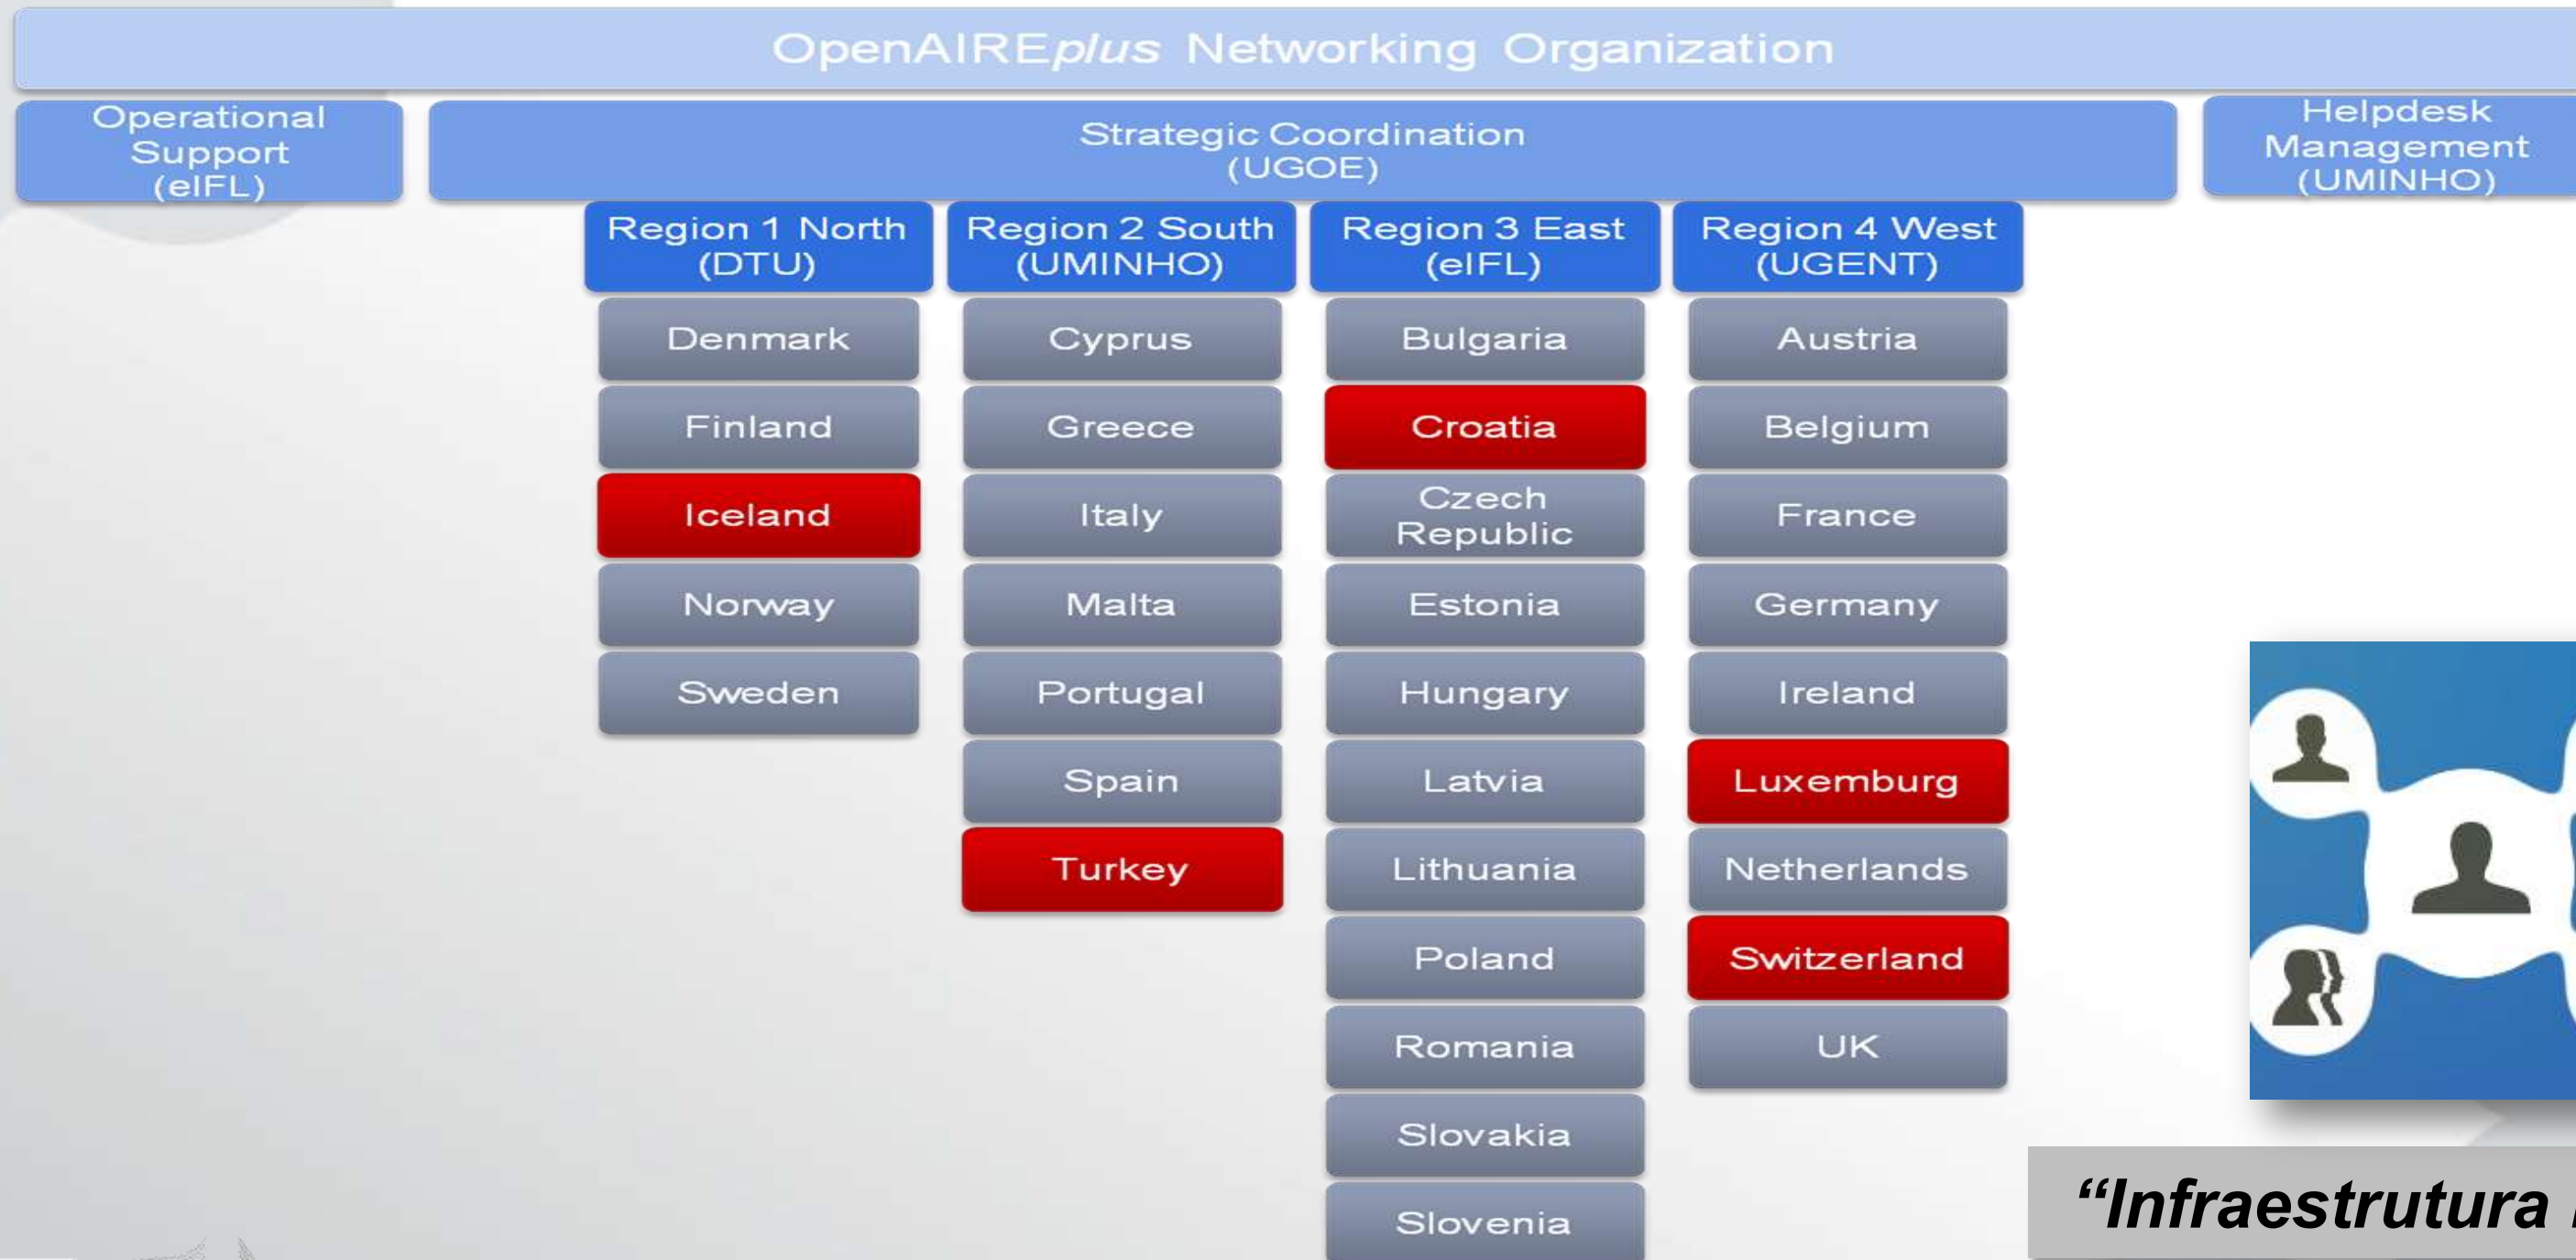 OpenAIREplus Networking Organization
Operational
Support
(eIFL)
Strategic Coordination
(UGOE)
Helpdesk
Management
(UMINHO)
Region 1 North
(DTU)
Denmark
Finland
Iceland
Norway
Sweden
Region 2 South
(UMINHO)
Cyprus
Greece
Italy
Malta
Portugal
Spain
Turkey
Region 3 East
(eIFL)
Bulgaria
Croatia
Czech
Republic
Estonia
Hungary
Latvia
Lithuania
Poland
Romania
Slovakia
Slovenia
Region 4 West
(UGENT)
Austria
Belgium
France
Germany
Ireland
Luxemburg
Netherlands
Switzerland
UK
“Infraestrutura